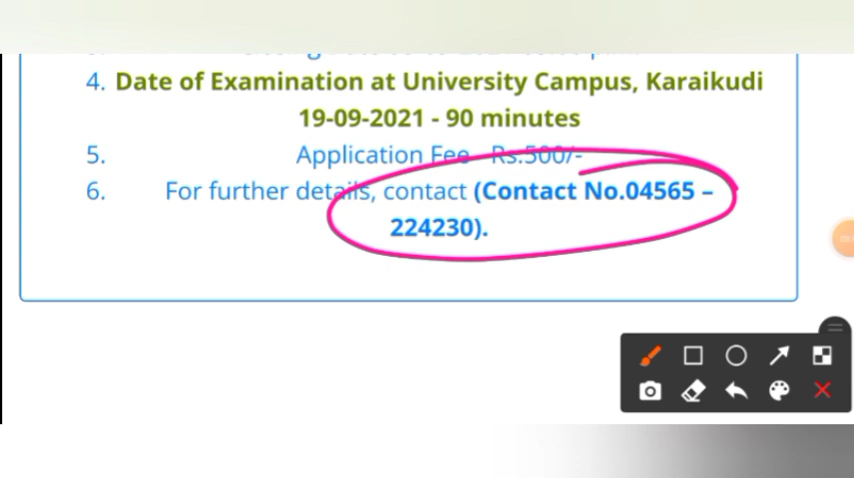 4. Date of Examination at University Campus, Karaikudi
19-09-2021 - 90 minutes
5. Application Fee - Rs.500/-
6. For further details, contact (Contact No.04565 –
224230).